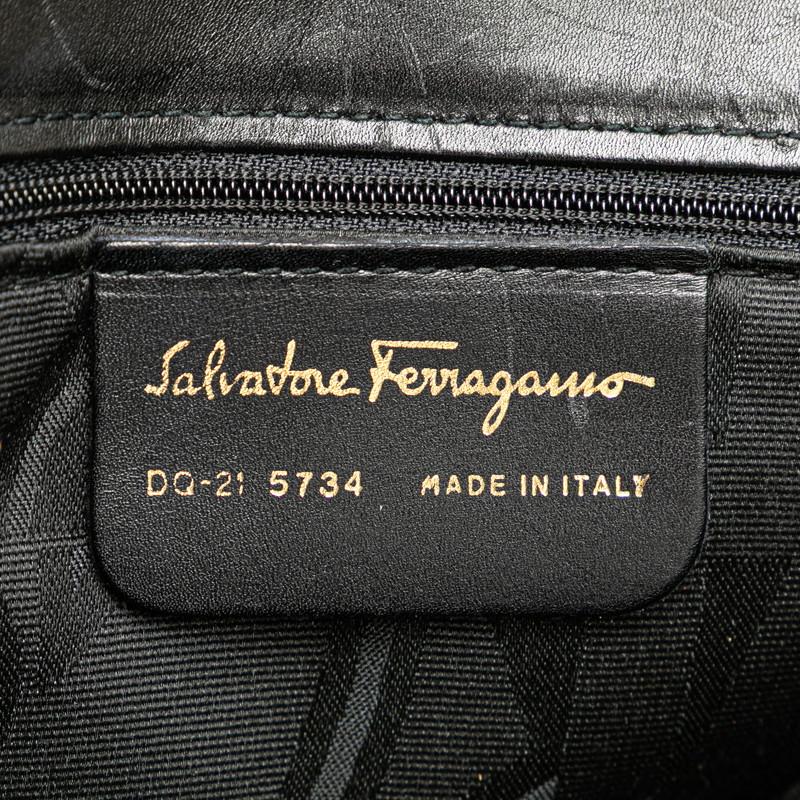 Salvatore Ferragamo
DQ-21 5734 MADE IN ITALY